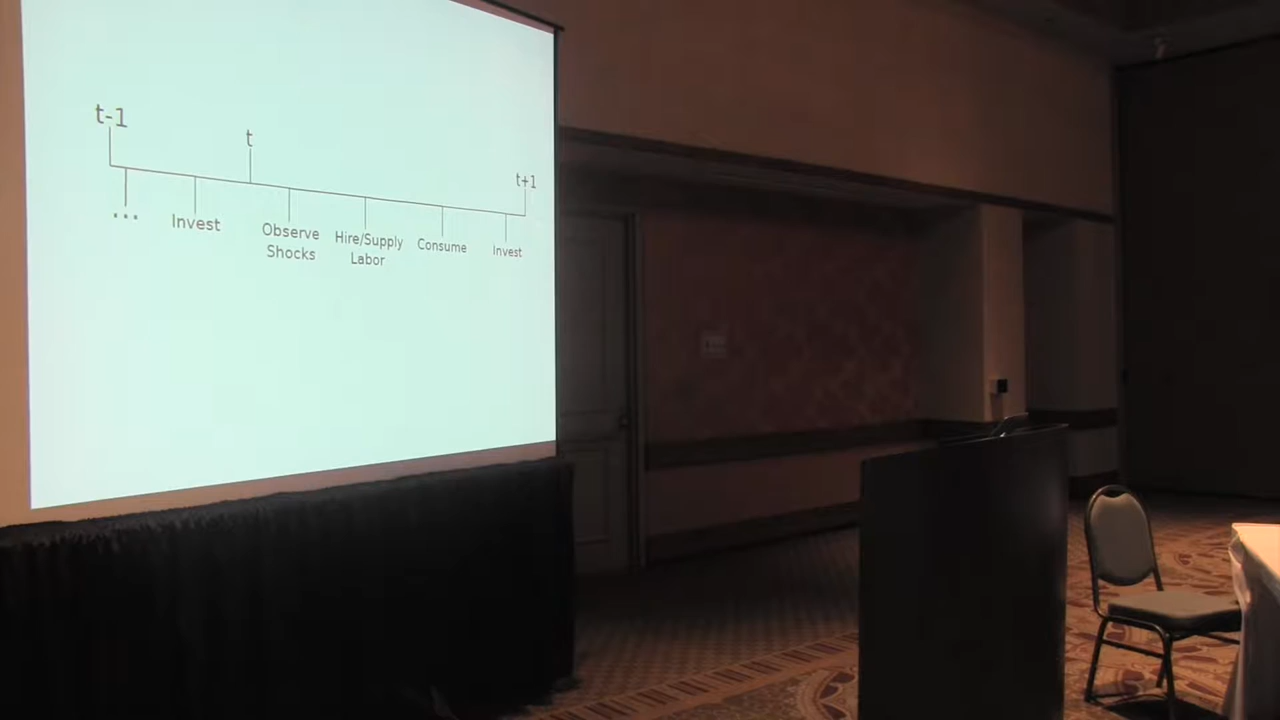 t-1
t
t+1
...
Invest
Observe
Shocks
Hire/Supply
Labor
Consume
Invest